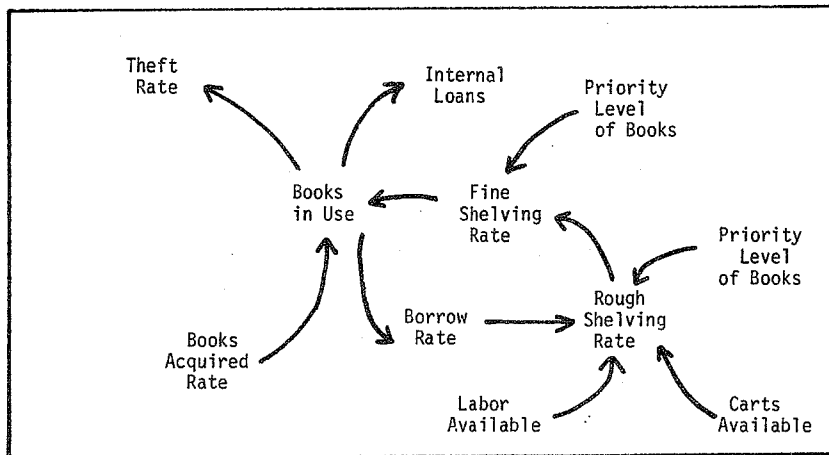 Theft
Rate
Internal
Loans
Priority
Level
of Books
Books
in Use
Fine
Shelving
Rate
Priority
Level
of Books
Rough
Shelving
Rate
Borrow
Rate
Books
Acquired
Rate
Labor
Available
Carts
Available